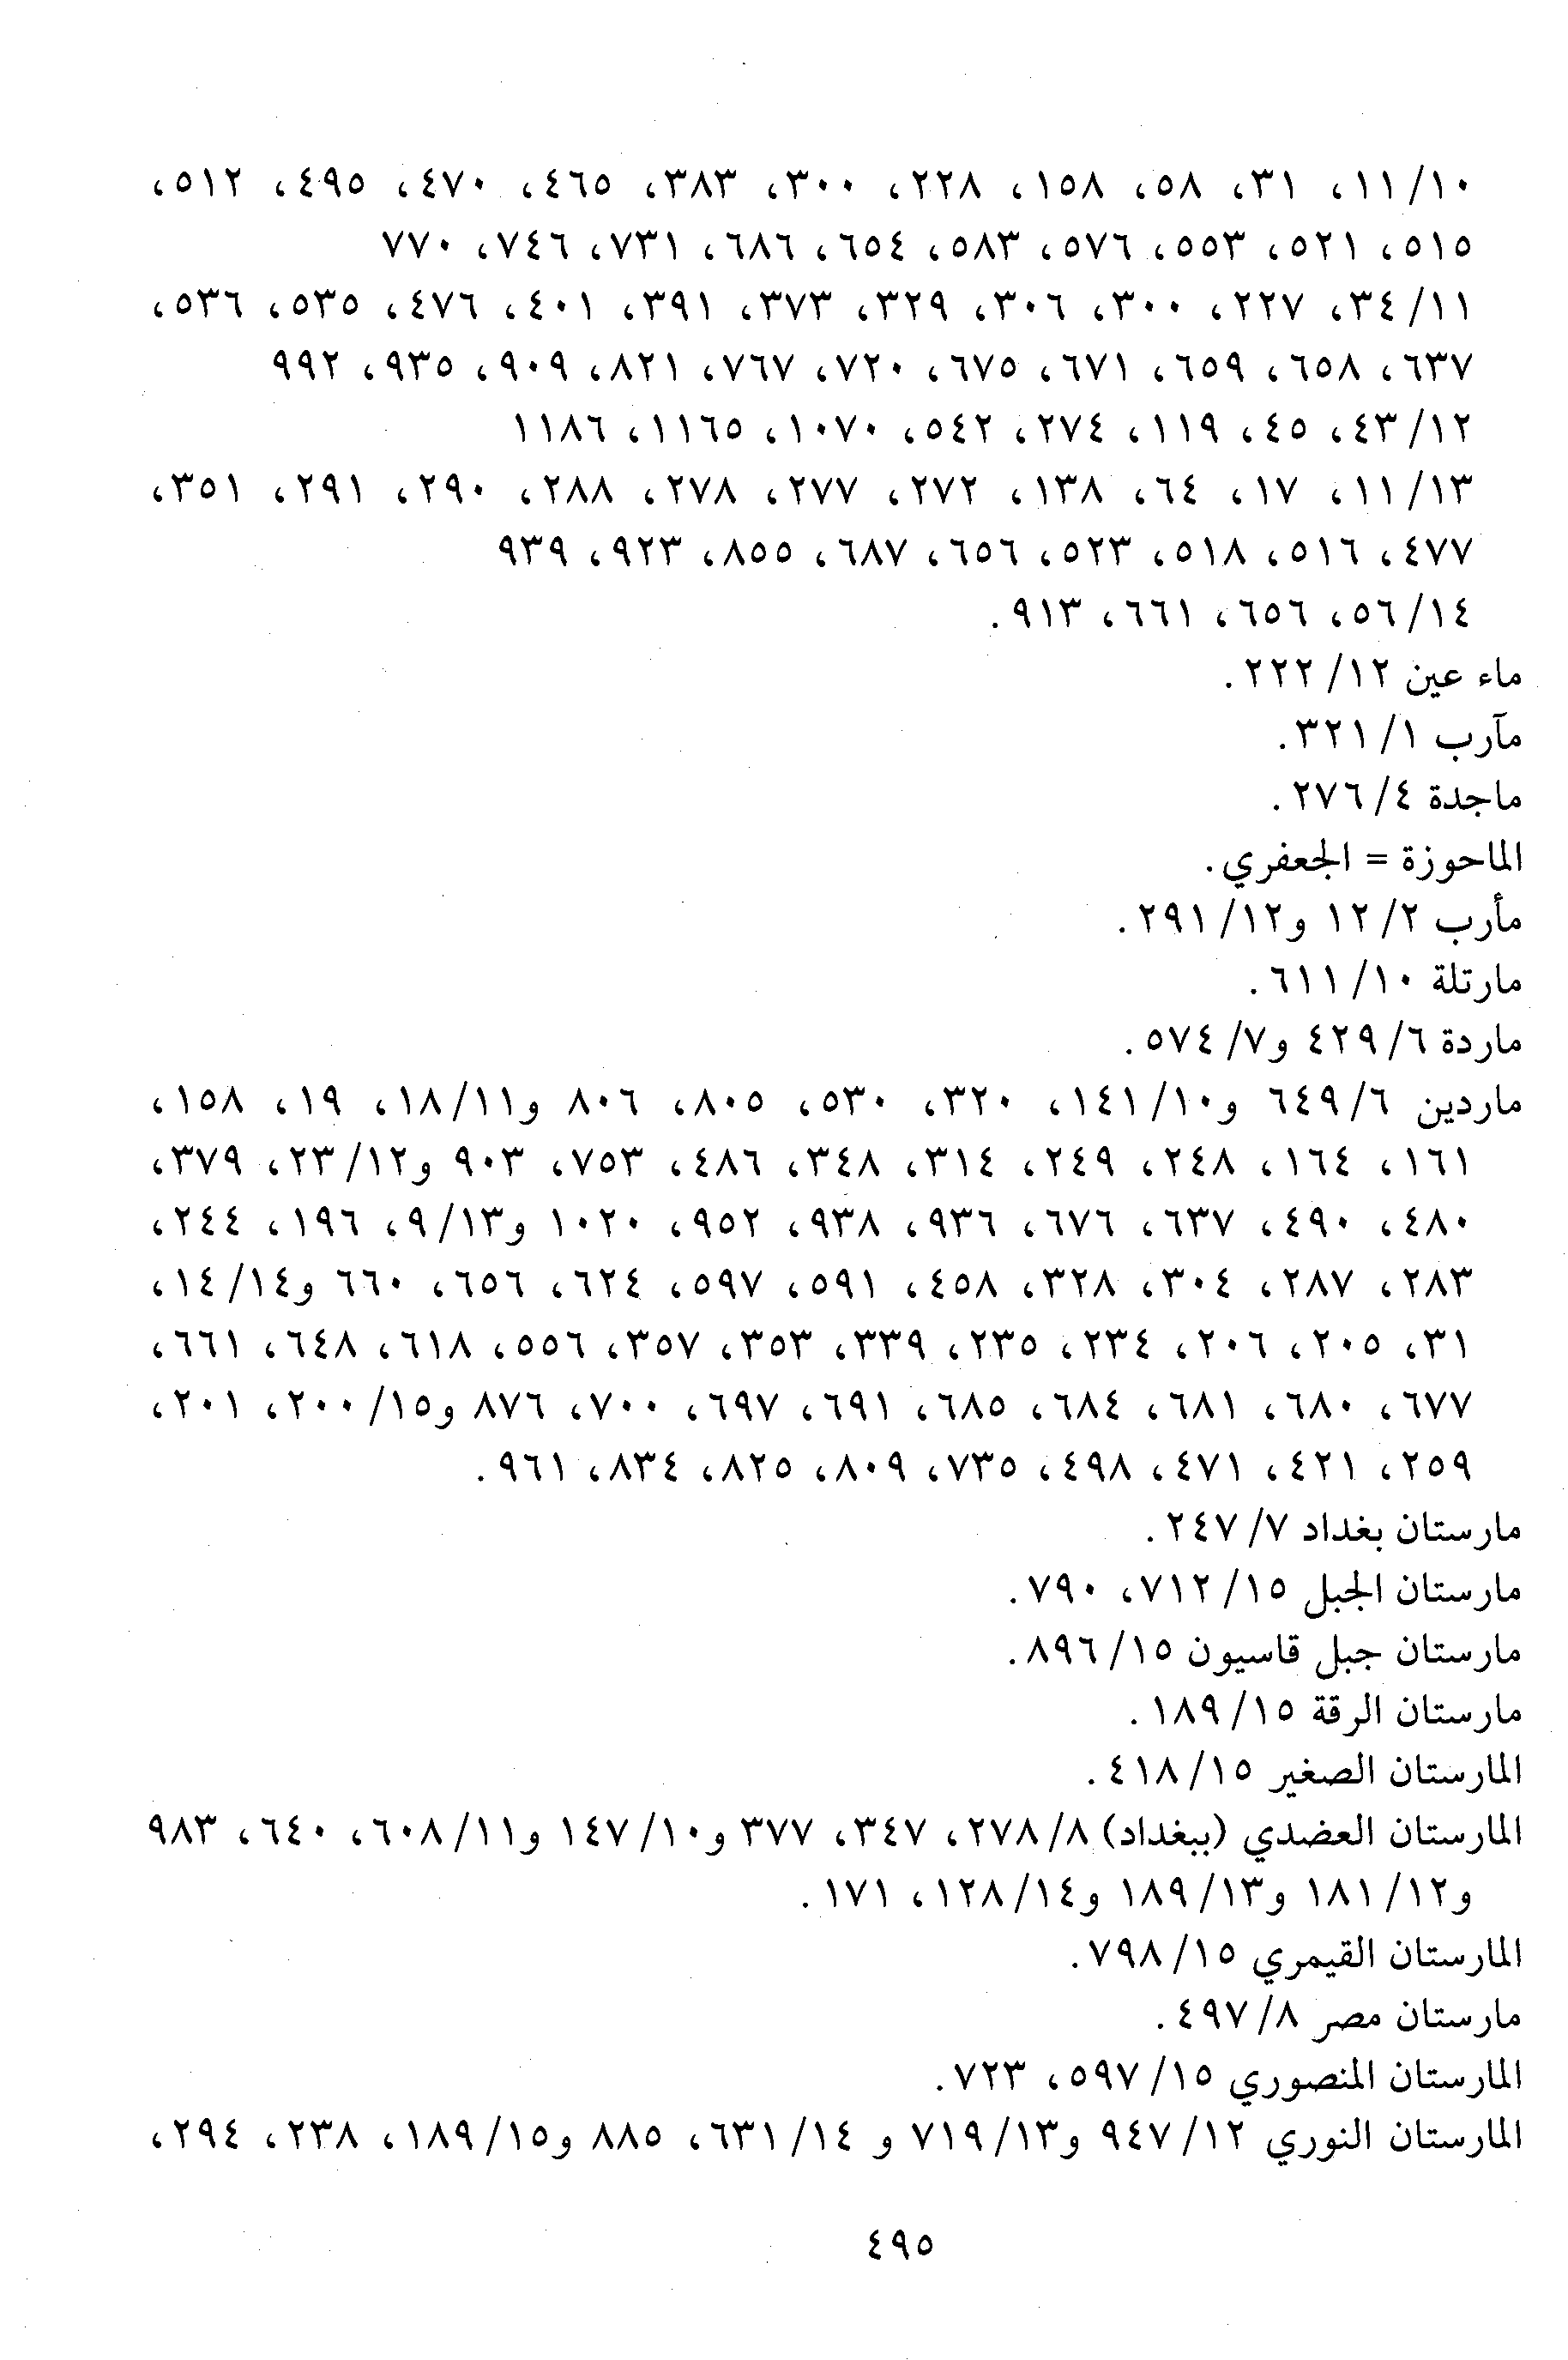 ١٠/ ١١، ٣١، ٥٨، ١٥٨، ٢٢٨، ٣٠٠، ٣٨٣، ٤٦٥، ٤٧٠، ٤٩٥، ٥١٢،
٥١٥، ٥٢١، ٥٥٣، ٥٧٦، ٥٨٣، ٦٥٤، ٦٨٦، ٧٣١، ٧٤٦، ٧٧٠
١١/ ٣٤، ٢٢٧، ٣٠٠، ٣٠٦، ٣٢٩، ٣٧٣، ٣٩١، ٤٠١، ٤٧٦، ٥٣٥، ٥٣٦،
٦٣٧، ٦٥٨، ٦٥٩، ٦٧١، ٦٧٥، ٧٢٠، ٧٦٧، ٨٢١، ٩٠٩، ٩٣٥، ٩٩٢
١٢/ ٤٣، ٤٥، ١١٩، ٢٧٤، ٥٤٢، ١٠٧٠، ١١٦٥، ١١٨٦
١٣/ ١١، ١٧، ٦٤، ١٣٨، ٢٧٢، ٢٧٧، ٢٧٨، ٢٨٨، ٢٩٠، ٢٩١، ٣٥١،
٤٧٧، ٥١٦، ٥١٨، ٥٢٣، ٦٥٦، ٦٨٧، ٨٥٥، ٩٢٣، ٩٣٩
١٤/ ٥٦، ٦٥٦، ٦٦١، ٩١٣.
ماء عين ١٢/ ٢٢٢.
مآرب ١/ ٣٢١.
ماجدة ٤/ ٢٧٦.
الماحوزة = الجعفري.
مأرب ٢/ ١٢ و١٢/ ٢٩١.
مارتلة ١٠/ ٦١١.
ماردة ٦/ ٤٢٩ و٧/ ٥٧٤.
ماردين ٦/ ٦٤٩ و١٠/ ١٤١، ٣٢٠، ٥٣٠، ٨٠٥، ٨٠٦ و١١/ ١٨، ١٩، ١٥٨،
١٦١، ١٦٤، ٢٤٨، ٢٤٩، ٣١٤، ٣٤٨، ٤٨٦، ٧٥٣، ٩٠٣ و١٢/ ٢٣، ٣٧٩،
٤٨٠، ٤٩٠، ٦٣٧، ٦٧٦، ٩٣٦، ٩٣٨، ٩٥٢، ١٠٢٠ و١٣/ ٩، ١٩٦، ٢٤٤،
٢٨٣، ٢٨٧، ٣٠٤، ٣٢٨، ٤٥٨، ٥٩١، ٥٩٧، ٦٢٤، ٦٥٦، ٦٦٠ و١٤/ ١٤،
٣١، ٢٠٥، ٢٠٦، ٢٣٤، ٢٣٥، ٣٣٩، ٣٥٣، ٣٥٧، ٥٥٦، ٦١٨، ٦٤٨، ٦٦١،
٦٧٧، ٦٨٠، ٦٨١، ٦٨٤، ٦٨٥، ٦٩١، ٦٩٧، ٧٠٠، ٨٧٦ و١٥/ ٢٠٠، ٢٠١،
٢٥٩، ٤٢١، ٤٧١، ٤٩٨، ٧٣٥، ٨٠٩، ٨٢٥، ٨٣٤، ٩٦١.
مارستان بغداد ٧/ ٢٤٧.
مارستان الجبل ١٥/ ٧١٢، ٧٩٠.
مارستان جبل قاسيون ١٥/ ٨٩٦.
مارستان الرقة ١٥/ ١٨٩.
المارستان الصغير ١٥/ ٤١٨.
المارستان العضدي (ببغداد) ٨/ ٢٧٨، ٣٤٧، ٣٧٧ و١٠/ ١٤٧ و١١/ ٦٠٨، ٦٤٠، ٩٨٣
و١٢/ ١٨١ و١٣/ ١٨٩ و١٤/ ١٢٨، ١٧١.
المارستان القيمري ١٥/ ٧٩٨.
مارستان مصر ٨/ ٤٩٧.
المارستان المنصوري ١٥/ ٥٩٧، ٧٢٣.
المارستان النوري ١٢/ ٩٤٧ و١٣/ ٧١٩ و ١٤/ ٦٣١، ٨٨٥ و١٥/ ١٨٩، ٢٣٨، ٢٩٤،
٤٩٥